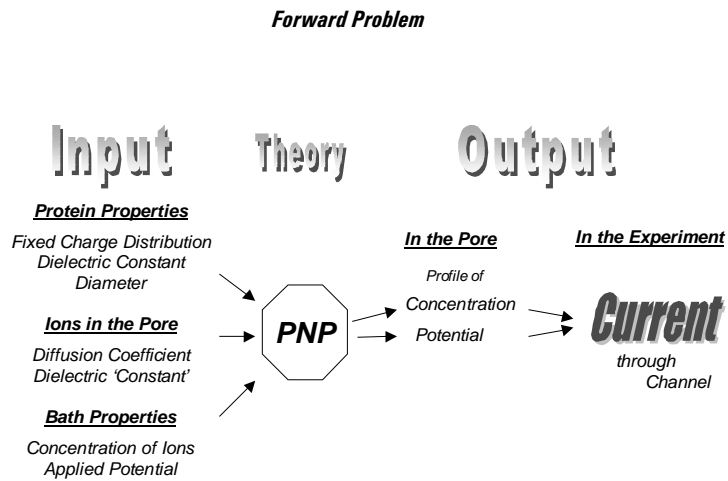 Forward Problem
Input
Theory
Output
Protein Properties
Fixed Charge Distribution
Dielectric Constant
Diameter
Ions in the Pore
Diffusion Coefficient
Dielectric ‘Constant’
Bath Properties
Concentration of Ions
Applied Potential
PNP
In the Pore
Profile of
Concentration
Potential
In the Experiment
Current
through
Channel